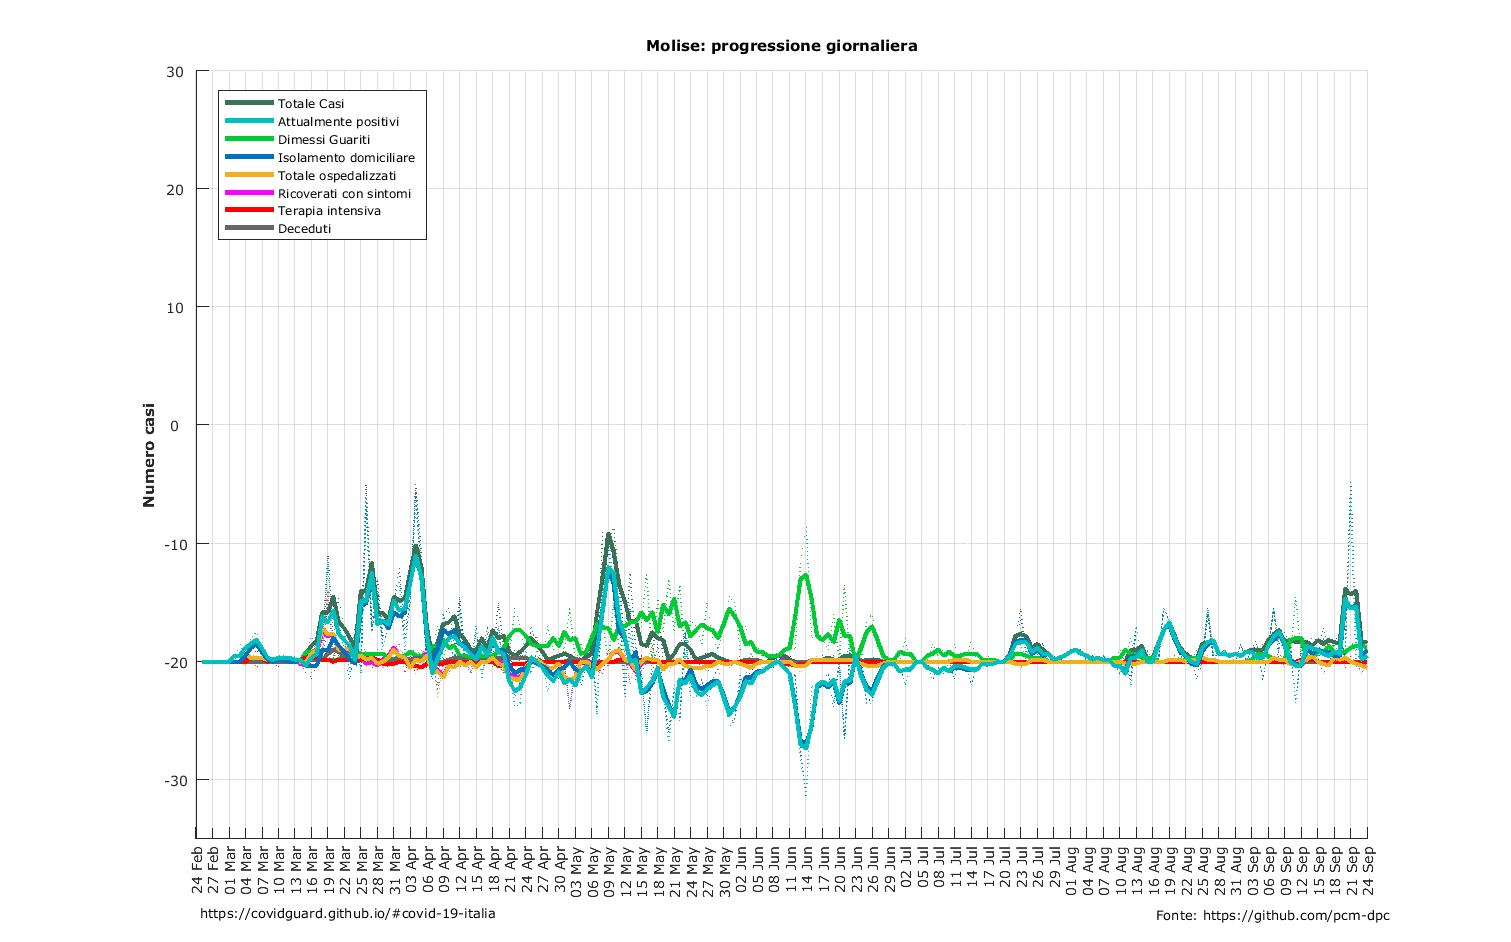 Molise: progressione giornaliera
30
20
10
0
-10
-20
-30
Numero casi
Totale Casi
Attualmente positivi
Dimessi Guariti
Isolamento domiciliare
Totale ospedalizzati
Ricoverati con sintomi
Terapia intensiva
Deceduti
24 Feb
27 Feb
01 Mar
04 Mar
07 Mar
10 Mar
13 Mar
16 Mar
19 Mar
22 Mar
25 Mar
28 Mar
31 Mar
03 Apr
06 Apr
09 Apr
12 Apr
15 Apr
18 Apr
21 Apr
24 Apr
27 Apr
30 Apr
03 May
06 May
09 May
12 May
15 May
18 May
21 May
24 May
27 May
30 May
02 Jun
05 Jun
08 Jun
11 Jun
14 Jun
17 Jun
20 Jun
23 Jun
26 Jun
29 Jun
02 Jul
05 Jul
08 Jul
11 Jul
14 Jul
17 Jul
20 Jul
23 Jul
26 Jul
29 Jul
01 Aug
04 Aug
07 Aug
10 Aug
13 Aug
16 Aug
19 Aug
22 Aug
25 Aug
28 Aug
31 Aug
03 Sep
06 Sep
09 Sep
12 Sep
15 Sep
18 Sep
21 Sep
24 Sep
https://covidguard.github.io/#covid-19-italia
Fonte: https://github.com/pcm-dpc